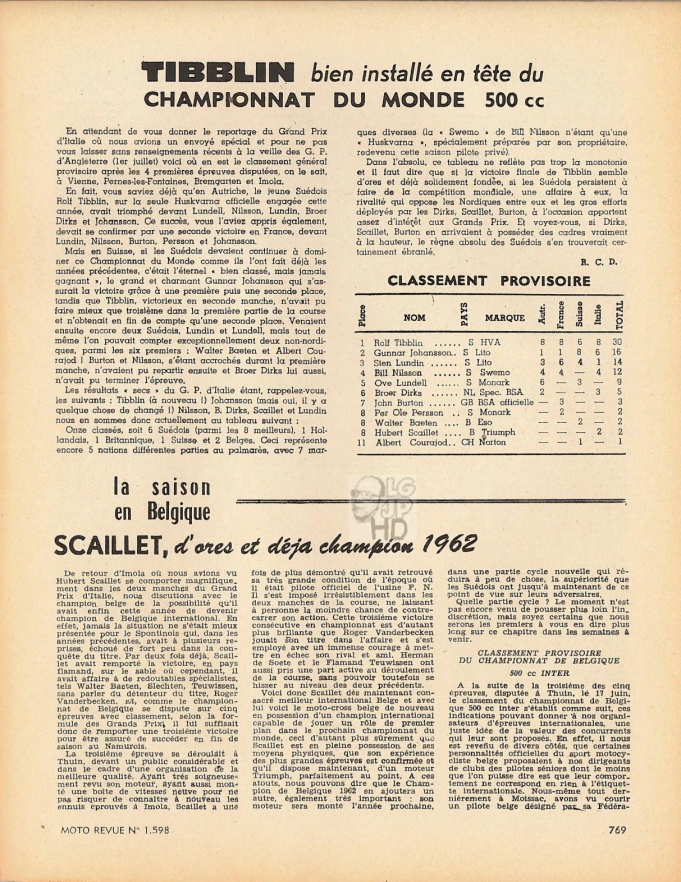 TIBBLIN bien installé en tête du
CHAMPIONNAT DU MONDE 500 cc
En attendant de vous donner le reportage du Grand Prix
d'Italie où nous avions un envoyé spécial et pour ne pas
vous laisser sans renseignements récents à la veille des G. P.
d'Angleterre (1er juillet) voici où en est le classement général
provisoire après les 4 premières épreuves disputées, on le sait,
à Vienne, Pernes-les-Fontaines, Bremgarten et Imola.
En fait, vous saviez déjà qu'en Autriche, le jeune Suédois
Rolf Tibblin, sur la seule Huskvarna officielle engagée cette
année, avait triomphé devant Lundell, Nilsson, Lundin, Broer
Dirks et Johansson. Ce succès, vous l'aviez appris également,
devait se confirmer par une seconde victoire en France, devant
Lundin, Nilsson, Burton, Persson et Johansson.
Mais en Suisse, si les Suédois devaient continuer à domi-
ner ce Championnat du Monde comme ils l'ont fait déjà les
années précédentes, c'était l'éternel « bien classé, mais jamais
gagnant », le grand et charmant Gunnar Johansson qui s'as-
surait la victoire grâce à une première puis une seconde place,
tandis que Tibblin, victorieux en seconde manche, n'avait pu
faire mieux que troisième dans la première partie de la course
et n'obtenait en fin de compte qu'une seconde place. Venaient
ensuite encore deux Suédois, Lundin et Lundell, mais tout de
même l'on pouvait compter exceptionnellement deux non-nordi-
ques, parmi les six premiers : Walter Baeten et Albert Cou-
rajod ! Burton et Nilsson, s'étant accrochés durant la première
manche, n'avaient pu repartir ensuite et Broer Dirks lui aussi,
n'avait pu terminer l'épreuve.
Les résultats « secs » du G. P. d'Italie étant, rappelez-vous,
les suivants : Tibblin (à nouveau !) Johansson (mais oui, il y a
quelque chose de changé !) Nilsson, B. Dirks, Scaillet et Lundin
nous en sommes donc actuellement au tableau suivant :
Onze classés, soit 6 Suédois (parmi les 8 meilleurs), 1 Hol-
landais, 1 Britannique, 1 Suisse et 2 Belges. Ceci représente
encore 5 nations différentes parties au palmarès, avec 7 mar-
ques diverses (la « Swemo » de Bill Nilsson n'étant qu'une
« Huskvarna », spécialement préparée par son propriétaire,
redevenu cette saison pilote privé).
Dans l'absolu, ce tableau ne reflète pas trop la monotonie
et il faut dire que si la victoire finale de Tibblin semble
d'ores et déjà solidement fondée, si les Suédois persistent à
faire de la compétition mondiale, une affaire à eux, la
rivalité qui oppose les Nordiques entre eux et les gros efforts
déployés par les Dirks, Scaillet, Burton, à l'occasion apportent
assez d'intérêt aux Grands Prix. Et voyez-vous, si Dirks,
Scaillet, Burton en arrivaient à posséder des cadres vraiment
à la hauteur, le règne absolu des Suédois s'en trouverait cer-
tainement ébranlé.
R. C. D.
CLASSEMENT PROVISOIRE
Place NOM PAYS MARQUE Autr. France Suisse Italie TOTAL
1 Rolf Tibblin ...... S HVA 8 8 6 8 30
2 Gunnar Johansson.. S Lito 1 1 8 6 16
3 Sten Lundin ...... S Lito 3 6 4 1 14
4 Bill Nilsson ...... S Swemo 4 4 — 4 12
5 Ove Lundell ...... S Monark 6 — 3 — 9
6 Broer Dirks ...... NL Spec. BSA 2 — — 3 5
7 John Burton ...... GB BSA officielle — 3 — — 3
8 Per Ole Persson .. S Monark — 2 — — 2
8 Walter Baeten .... B Eso — — 2 — 2
8 Hubert Scaillet .... B Triumph — — — 2 2
11 Albert Courajod.. CH Norton — — 1 — 1
la saison
en Belgique
LG
JP
HD
SCAILLET, d'ores et déja champion 1962
De retour d'Imola où nous avions vu
Hubert Scaillet se comporter magnifique-
ment dans les deux manches du Grand
Prix d'Italie, nous discutions avec le
champion belge de la possibilité qu'il
avait enfin cette année de devenir
champion de Belgique international. En
effet, jamais la situation ne s'était mieux
présentée pour le Spontinois qui, dans les
années précédentes, avait à plusieurs re-
prises, échoué de fort peu dans la con-
quête du titre. Par deux fois déjà, Scail-
let avait remporté la victoire, en pays
flamand, sur le sable où cependant, il
avait affaire à de redoutables spécialistes,
tels Walter Baeten, Slechten, Teuwissen,
sans parler du détenteur du titre, Roger
Vanderbecken. comme le champion-
nat de Belgique se dispute sur cinq
épreuves avec classement, selon la for-
mule des Grands Prix, il lui suffisait
donc de remporter une troisième victoire
pour être assuré de succéder en fin de
saison au Namurois.
La troisième épreuve se déroulait à
Thuin, devant un public considérable et
dans le cadre d'une organisation de la
meilleure qualité. Ayant très soigneuse-
ment revu son moteur, ayant aussi mon-
té une boîte de vitesses neuve pour ne
pas risquer de connaître à nouveau les
ennuis éprouvés à Imola, Scaillet a une
fois de plus démontré qu'il avait retrouvé
sa très grande condition de l'époque où
il était pilote officiel de l'usine F. N.
Il s'est imposé irrésistiblement dans les
deux manches de la course, ne laissant
à personne la moindre chance de contre-
carrer son action. Cette troisième victoire
consécutive en championnat est d'autant
plus brillante que Roger Vanderbecken
jouait son titre dans l'affaire et s'est
employé avec un immense courage à met-
tre en échec son rival et ami. Herman
de Soete et le Flamand Teuwissen ont
aussi pris une part active au déroulement
de la course, sans pouvoir toutefois se
hisser au niveau des deux précédents.
Voici donc Scaillet dès maintenant con-
sacré meilleur international Belge et avec
lui voici le moto-cross belge de nouveau
en possession d'un champion international
capable de jouer un rôle de premier
plan dans le prochain championnat du
monde, ceci d'autant plus sûrement que
Scaillet est en pleine possession de ses
moyens physiques, que son expérience
des plus grandes épreuves est confirmée et
qu'il dispose maintenant, d'un moteur
Triumph, parfaitement au point. A ces
atouts, nous pouvons dire que le Cham-
pion de Belgique 1962 en ajoutera un
autre, également très important : son
moteur sera monté l'année prochaine,
dans une partie cycle nouvelle qui ré-
duira à peu de chose, la supériorité que
les Suédois ont jusqu'à maintenant de ce
point de vue sur leurs adversaires.
Quelle partie cycle ? Le moment n'est
pas encore venu de pousser plus loin l'in-
discrétion, mais soyez certains que nous
serons les premiers à vous en dire plus
long sur ce chapitre dans les semaines à
venir.
CLASSEMENT PROVISOIRE
DU CHAMPIONNAT DE BELGIQUE
500 cc INTER
A la suite de la troisième des cinq
épreuves, disputée à Thuin, le 17 juin,
le classement du championnat de Belgi-
que 500 cc inter s'établit comme suit, ces
indications pouvant donner à nos organi-
sateurs d'épreuves internationales, une
juste idée de la valeur des concurrents
qui leur sont proposés. En effet, il nous
est revenu de divers côtés, que certaines
personnalités officielles du sport motocy-
cliste belge proposaient à nos dirigeants
de clubs des pilotes séniors dont le moins
que l'on puisse dire est que leur compor-
tement ne correspond en rien à l'étiquet-
te internationale. Nous-même tout der-
nièrement à Moissac, avons vu courir
un pilote belge désigné par sa Fédéra-
MOTO REVUE N° 1.598
769